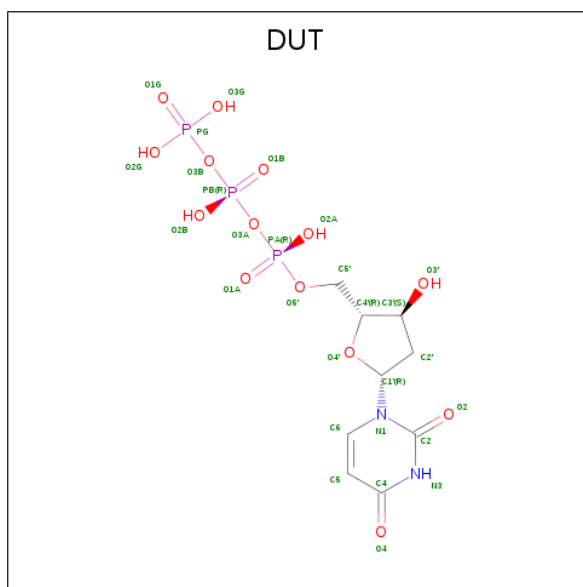 DUT
O1G O3G
O OH
P PG
HO O O1B
O2G O3B O
PB(R) P O2A
HO O OH
O2B O3A PA(R)
P C5' O3'
O OH
O1A O C4'(R) C3'(S)
O5'
O4' O C2'
C1'(R)
O2
C6 N O
N1 C2
C5 C4 NH N3
O
O4